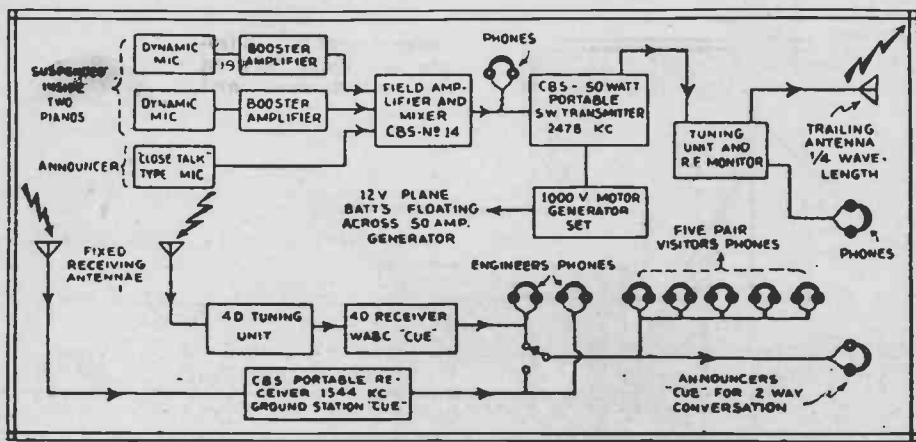 SUSPENDED
INSIDE
TWO
PIANOS
DYNAMIC
MIC
BOOSTER
AMPLIFIER
DYNAMIC
MIC
BOOSTER
AMPLIFIER
ANNOUNCER
"CLOSE TALK"
TYPE MIC
FIELD AMP-
LIFIER AND
MIXER
CBS-Nº 14
PHONES
CBS - 50 WATT
PORTABLE
SW TRANSMITTER
2478 KC
TUNING
UNIT AND
R F MONITOR
TRAILING
ANTENNA
1/4 WAVE-
LENGTH
PHONES
12 V PLANE
BATT'S FLOATING
ACROSS 50 AMP.
GENERATOR
1000 V MOTOR
GENERATOR
SET
FIXED
RECEIVING
ANTENNAE
4D TUNING
UNIT
4D RECEIVER
WABC "CUE"
ENGINEERS PHONES
FIVE PAIR
VISITORS PHONES
CBS PORTABLE RE-
CEIVER 1544 KC
GROUND STATION "CUE"
ANNOUNCERS
"CUE" FOR 2 WAY
CONVERSATION